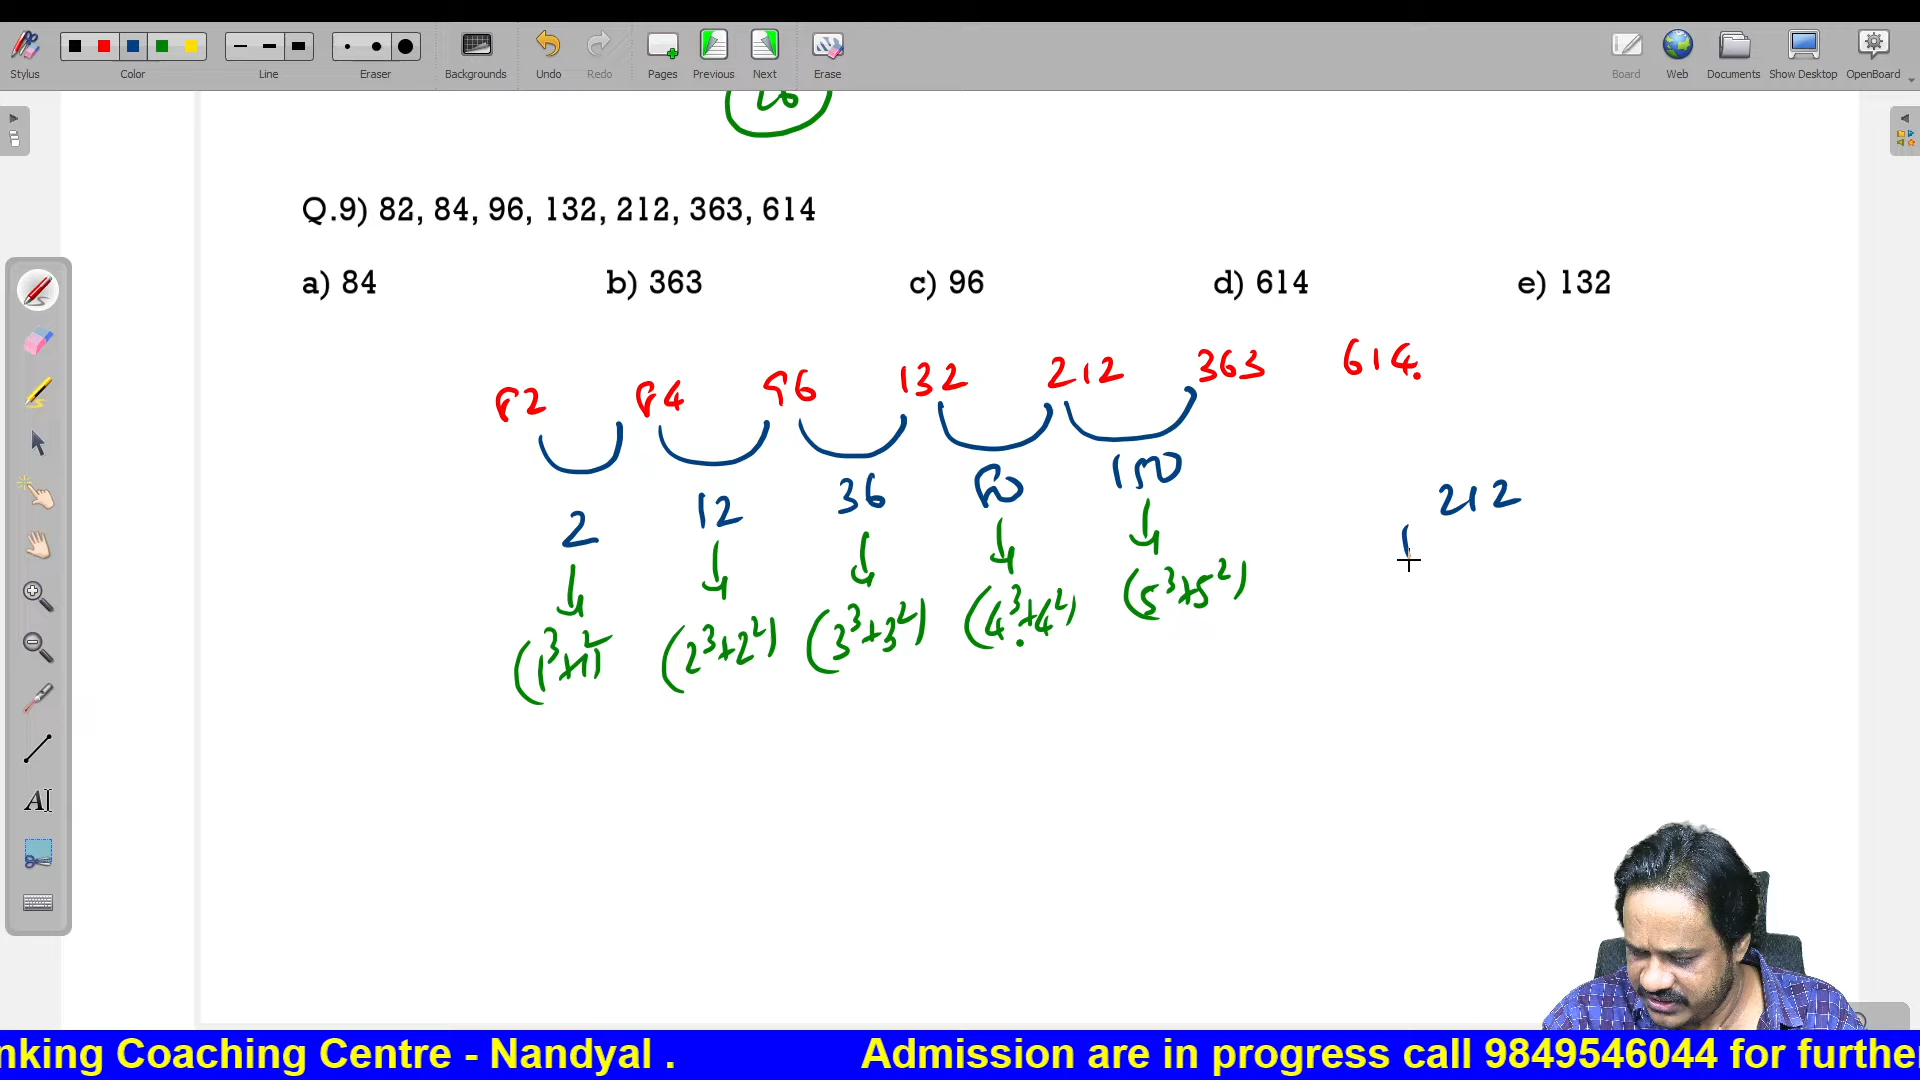 Stylus
Color
Line
Eraser
Backgrounds
Undo
Redo
Pages
Previous
Next
Erase
Board
Web
Documents
Show Desktop
OpenBoard
Q.9) 82, 84, 96, 132, 212, 363, 614
a) 84 b) 363 c) 96 d) 614 e) 132
82 84 96 132 212 363 614.
2 12 36 80 150
212
1
(1³+1²) (2³+2²) (3³+3²) (4³+4²) (5³+5²)
nking Coaching Centre - Nandyal . Admission are in progress call 9849546044 for further